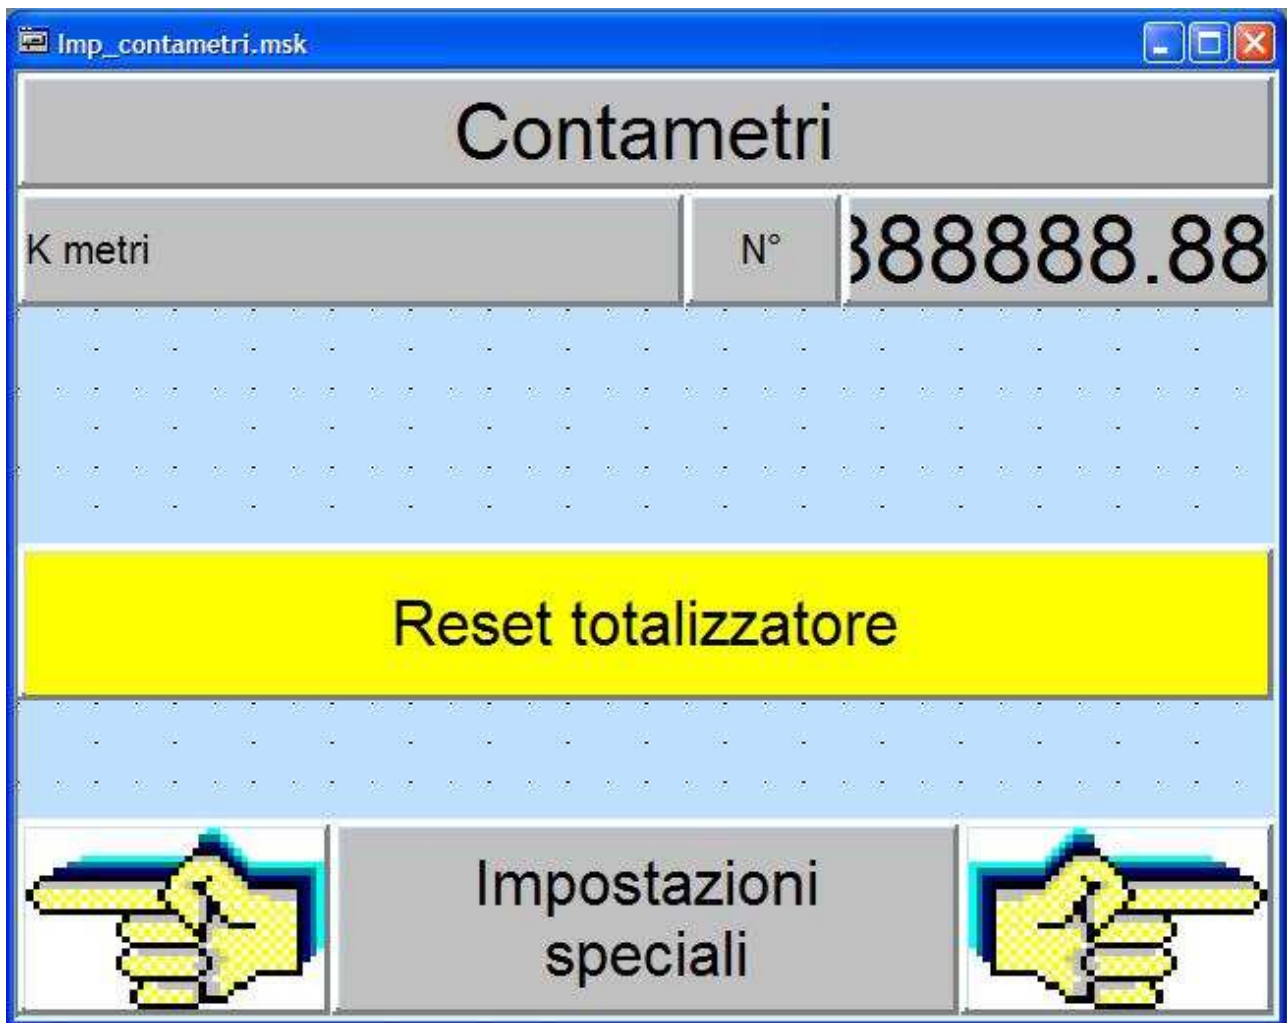 Imp_contametri.msk
Contametri
K metri N° 888888.88
Reset totalizzatore
Impostazioni
speciali